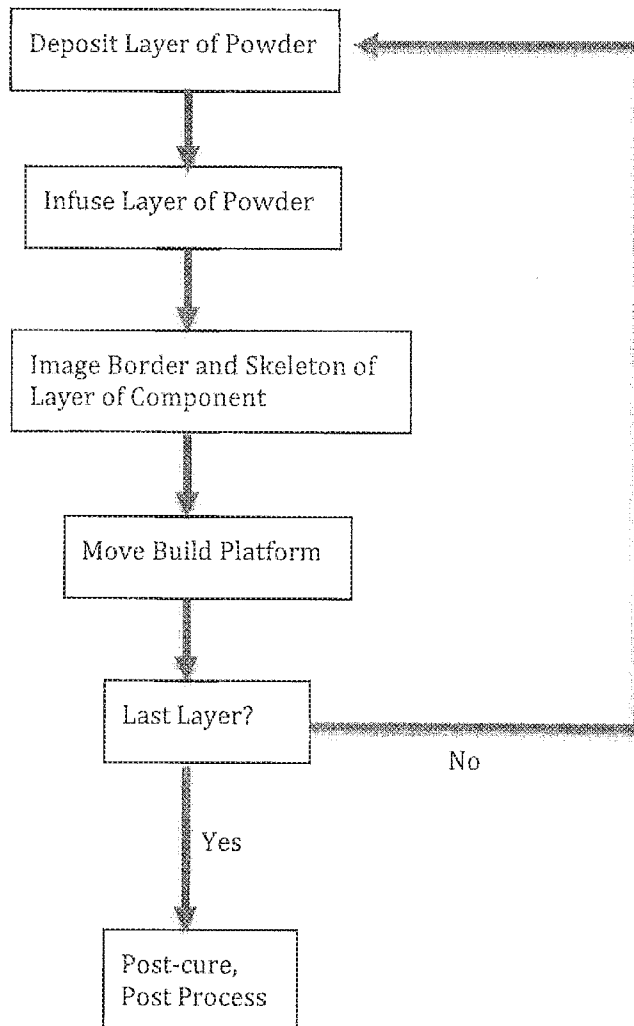 Deposit Layer of Powder
Infuse Layer of Powder
Image Border and Skeleton of
Layer of Component
Move Build Platform
Last Layer?
No
Yes
Post-cure,
Post Process